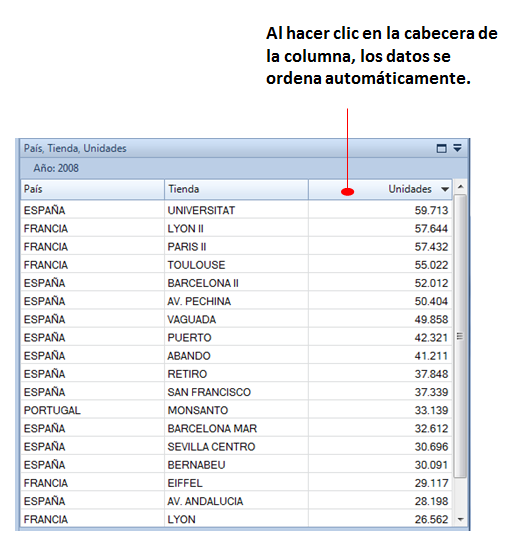 Al hacer clic en la cabecera de
la columna, los datos se
ordena automáticamente.
País, Tienda, Unidades
Año: 2008
País Tienda Unidades
ESPAÑA UNIVERSITAT 59.713
FRANCIA LYON II 57.644
FRANCIA PARIS II 57.432
FRANCIA TOULOUSE 55.022
ESPAÑA BARCELONA II 52.012
ESPAÑA AV. PECHINA 50.404
ESPAÑA VAGUADA 49.858
ESPAÑA PUERTO 42.321
ESPAÑA ABANDO 41.211
ESPAÑA RETIRO 37.848
ESPAÑA SAN FRANCISCO 37.339
PORTUGAL MONSANTO 33.139
ESPAÑA BARCELONA MAR 32.612
ESPAÑA SEVILLA CENTRO 30.696
ESPAÑA BERNABEU 30.091
FRANCIA EIFFEL 29.117
ESPAÑA AV. ANDALUCIA 28.198
FRANCIA LYON 26.562